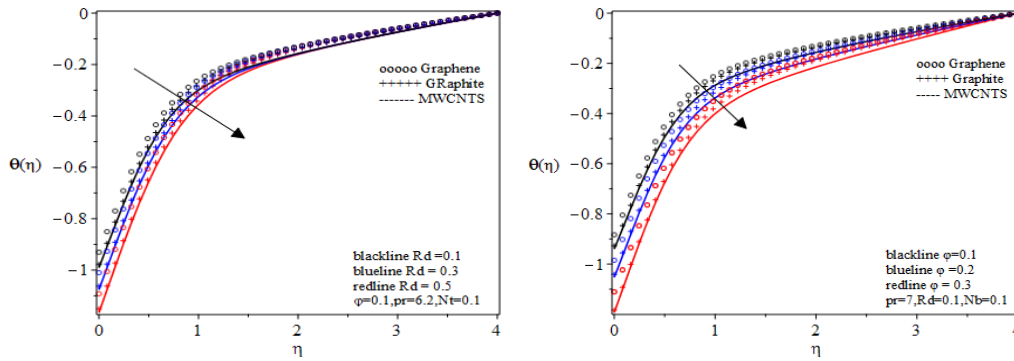 0
−0.2
−0.4
−0.6
−0.8
−1
θ(η)
ooooo Graphene
+++++ GRaphite
------- MWCNTS
blackline Rd =0.1
blueline Rd = 0.3
redline Rd = 0.5
φ=0.1,pr=6.2,Nt=0.1
0 1 2 3 4
η
0
−0.2
−0.4
−0.6
−0.8
−1
θ(η)
oooo Graphene
++++ Graphite
----- MWCNTS
blackline φ=0.1
blueline φ=0.2
redline φ = 0.3
pr=7,Rd=0.1,Nb=0.1
0 1 2 3 4
η